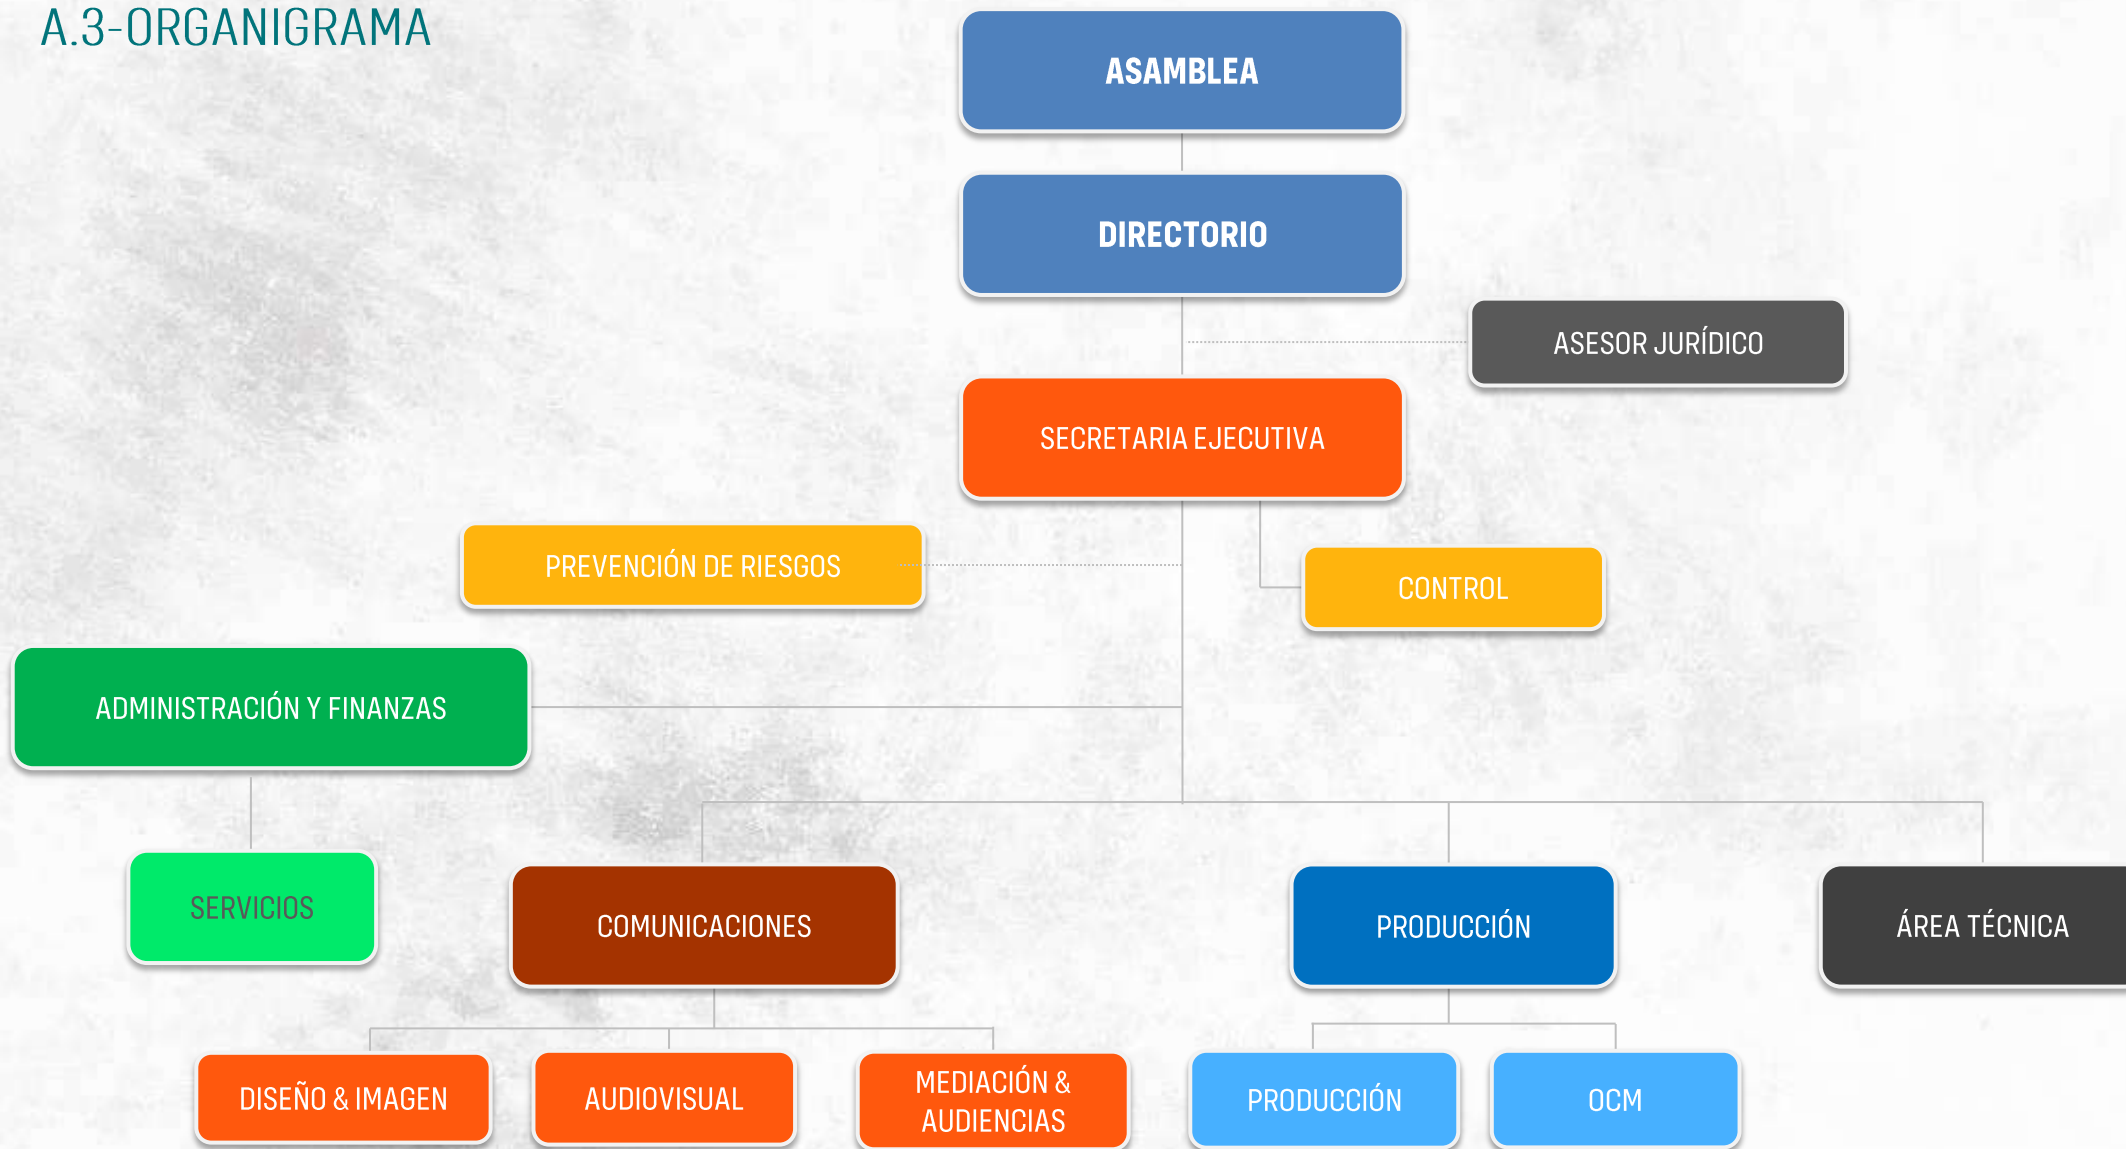 A.3-ORGANIGRAMA
ASAMBLEA
DIRECTORIO
ASESOR JURÍDICO
SECRETARIA EJECUTIVA
PREVENCIÓN DE RIESGOS
CONTROL
ADMINISTRACIÓN Y FINANZAS
SERVICIOS
COMUNICACIONES
PRODUCCIÓN
ÁREA TÉCNICA
DISEÑO & IMAGEN
AUDIOVISUAL
MEDIACIÓN &
AUDIENCIAS
PRODUCCIÓN
OCM